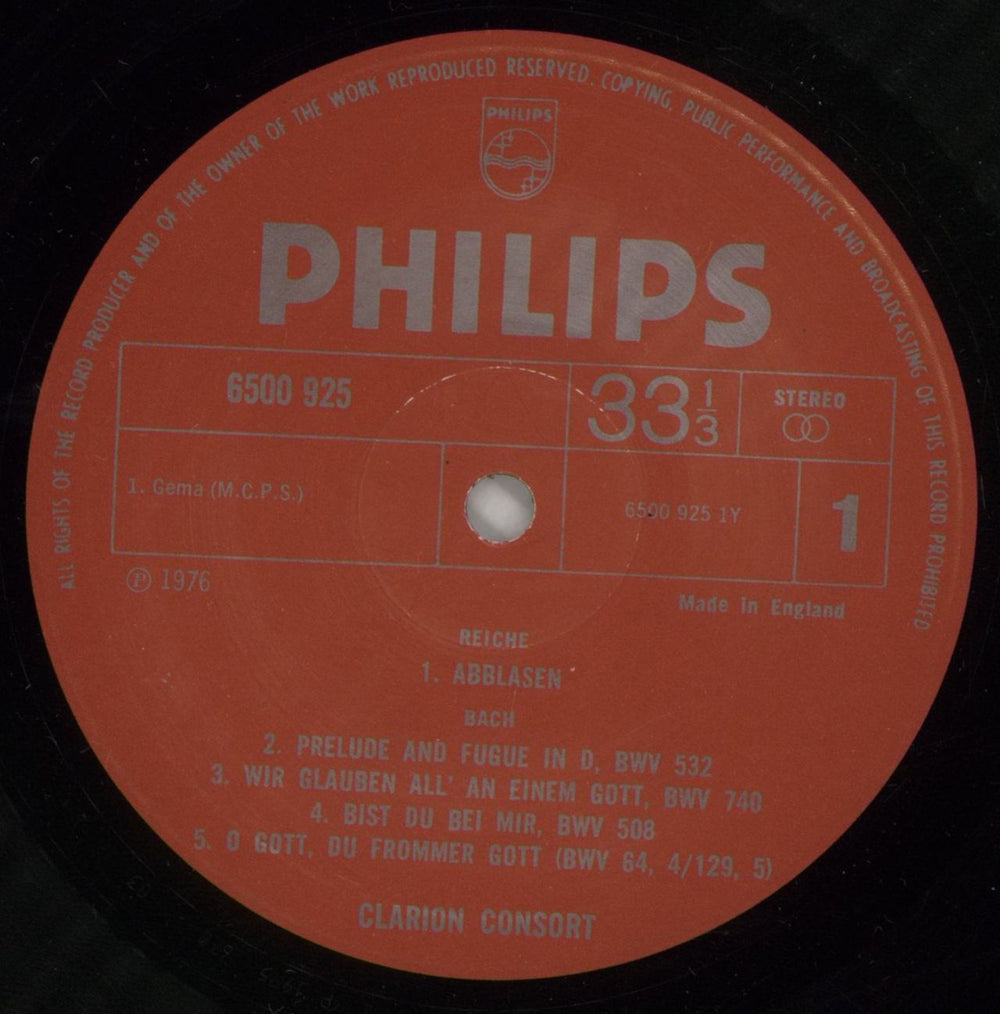 ALL RIGHTS OF THE RECORD PRODUCER AND OF THE OWNER OF THE WORK REPRODUCED RESERVED. COPYING, PUBLIC PERFORMANCE AND BROADCASTING OF THIS RECORD PROHIBITED
PHILIPS
PHILIPS
6500 925
33 1/3
STEREO
1. Gema (M.C.P.S.)
6500 925 1Y
1
Ⓟ 1976
Made in England
REICHE
1. ABBLASEN
BACH
2. PRELUDE AND FUGUE IN D, BWV 532
3. WIR GLAUBEN ALL' AN EINEM GOTT, BWV 740
4. BIST DU BEI MIR, BWV 508
5. O GOTT, DU FROMMER GOTT (BWV 64, 4/129, 5)
CLARION CONSORT